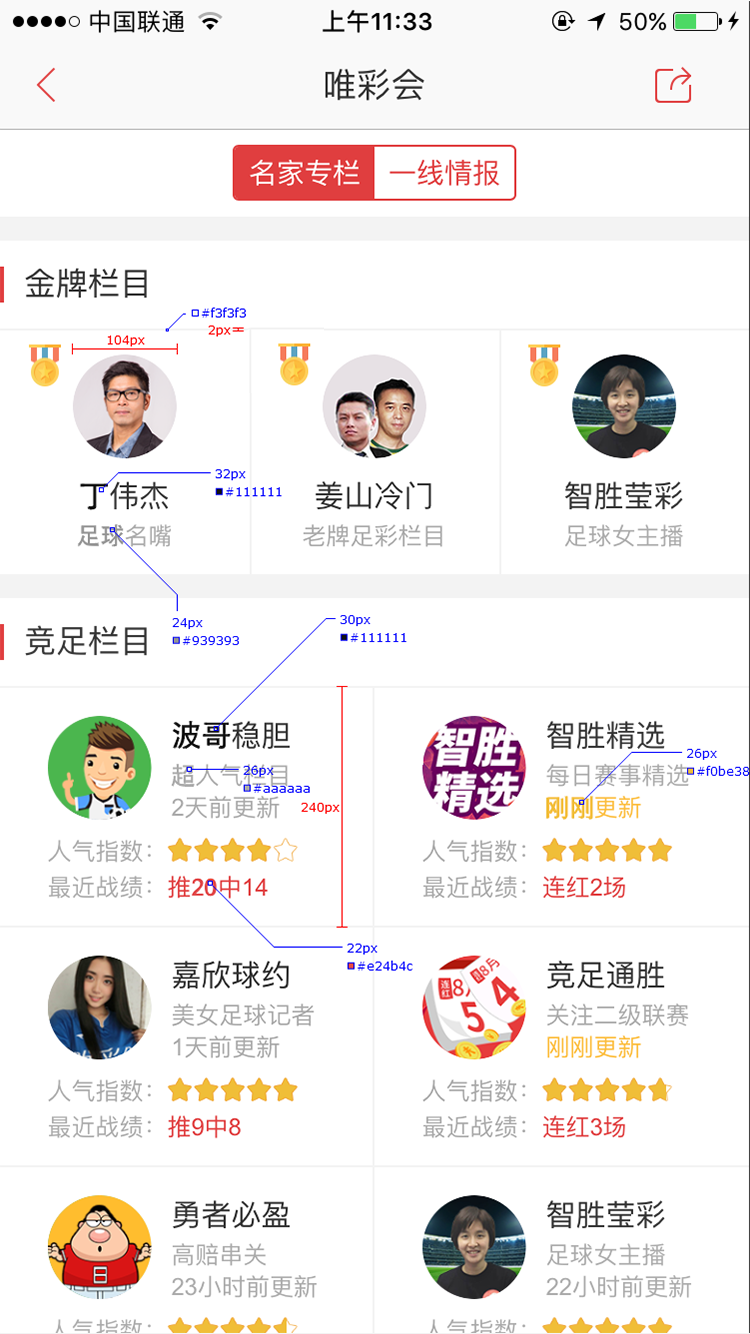 中国联通 上午11:33 50%
唯彩会
名家专栏 一线情报
金牌栏目
#f3f3f3
2px
104px
32px
#111111
丁伟杰 姜山冷门 智胜莹彩
足球名嘴 老牌足彩栏目 足球女主播
24px
#939393
30px
#111111
竞足栏目
波哥稳胆
超人气栏目
26px
#aaaaaa
2天前更新
240px
人气指数：
最近战绩：推20中14
22px
#e24b4c
智胜精选
智胜精选
每日赛事精选
26px
#f0be38
刚刚更新
人气指数：
最近战绩：连红2场
嘉欣球约
美女足球记者
1天前更新
人气指数：
最近战绩：推9中8
竞足通胜
关注二级联赛
刚刚更新
人气指数：
最近战绩：连红3场
勇者必盈
高赔串关
23小时前更新
人气指数：
智胜莹彩
足球女主播
22小时前更新
人气指数：